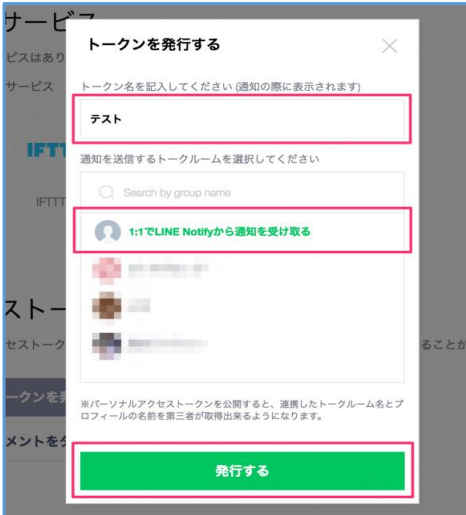 サービ
トークンを発行する
ビスはあり
サービス
トークン名を記入してください (通知の際に表示されます)
テスト
IFTT
通知を送信するトークルームを選択してください
Search by group name
IFTTT
1:1でLINE Notifyから通知を受け取る
ストー
セストーク
ることが
※パーソナルアクセストークンを公開すると、連携したトークルーム名とプ
ロフィールの名前を第三者が取得出来るようになります。
ークンを発
メントをダ
発行する